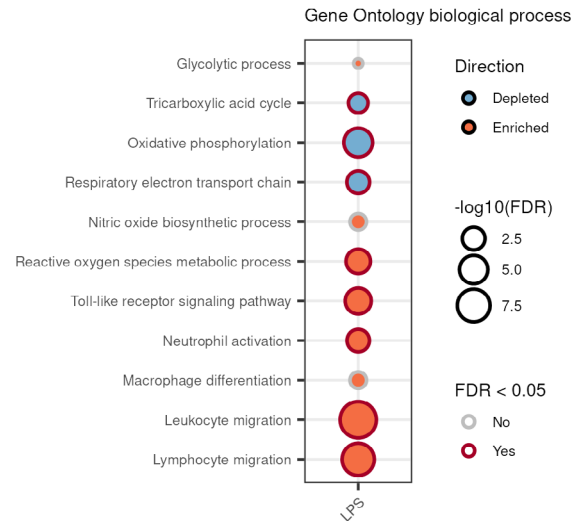 Gene Ontology biological process
Glycolytic process
Tricarboxylic acid cycle
Oxidative phosphorylation
Respiratory electron transport chain
Nitric oxide biosynthetic process
Reactive oxygen species metabolic process
Toll-like receptor signaling pathway
Neutrophil activation
Macrophage differentiation
Leukocyte migration
Lymphocyte migration
LPS
Direction
Depleted
Enriched
-log10(FDR)
2.5
5.0
7.5
FDR < 0.05
No
Yes